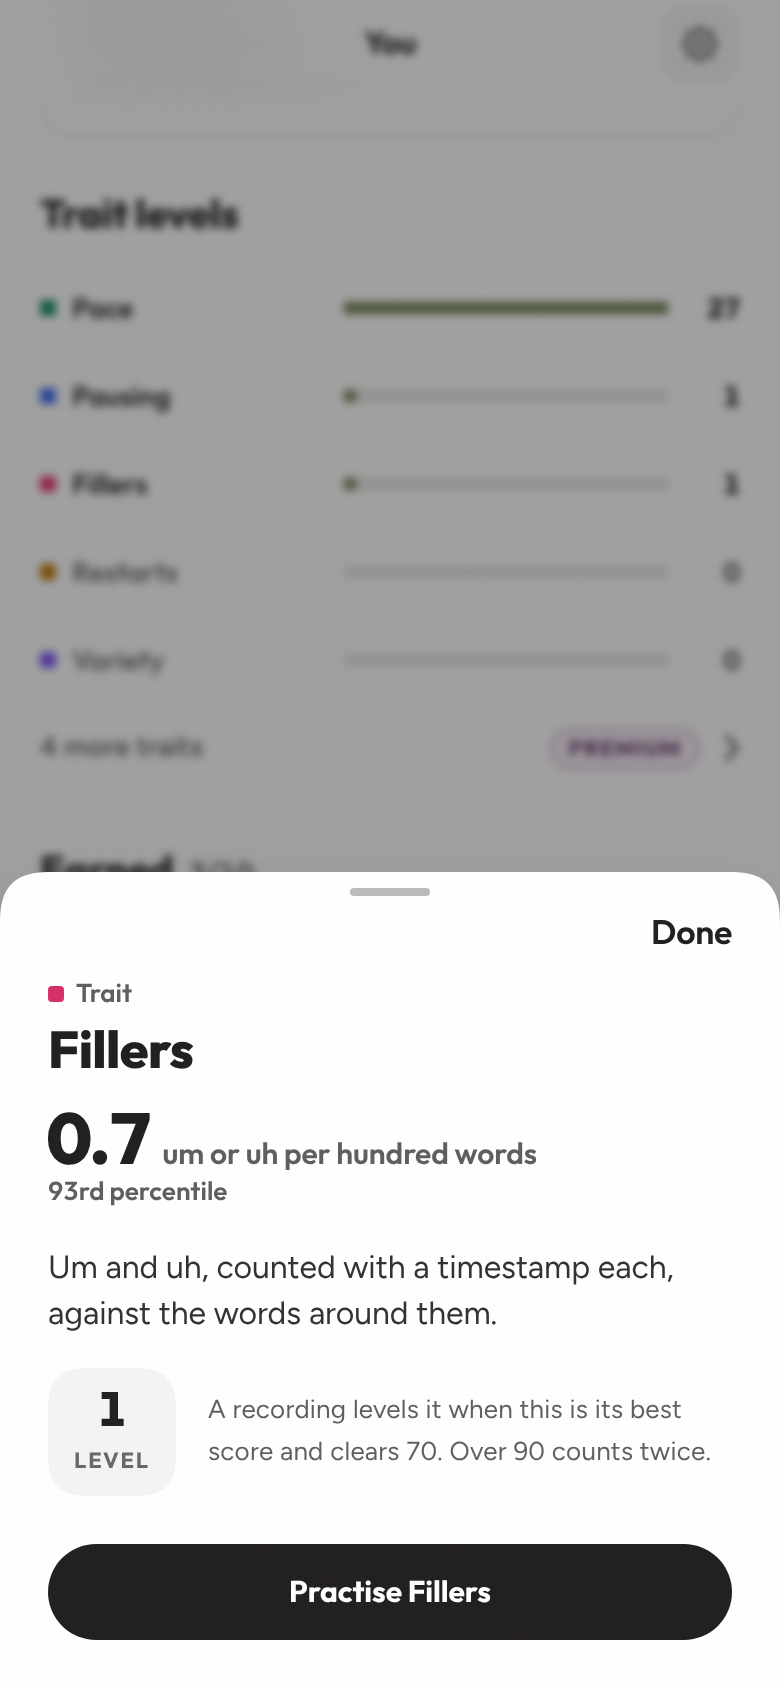 You
Trait levels
Pace 27
Pausing 1
Fillers 1
Restarts 0
Variety 0
4 more traits PREMIUM
Earned
Done
Trait
Fillers
0.7 um or uh per hundred words
93rd percentile
Um and uh, counted with a timestamp each,
against the words around them.
1
LEVEL
A recording levels it when this is its best
score and clears 70. Over 90 counts twice.
Practise Fillers